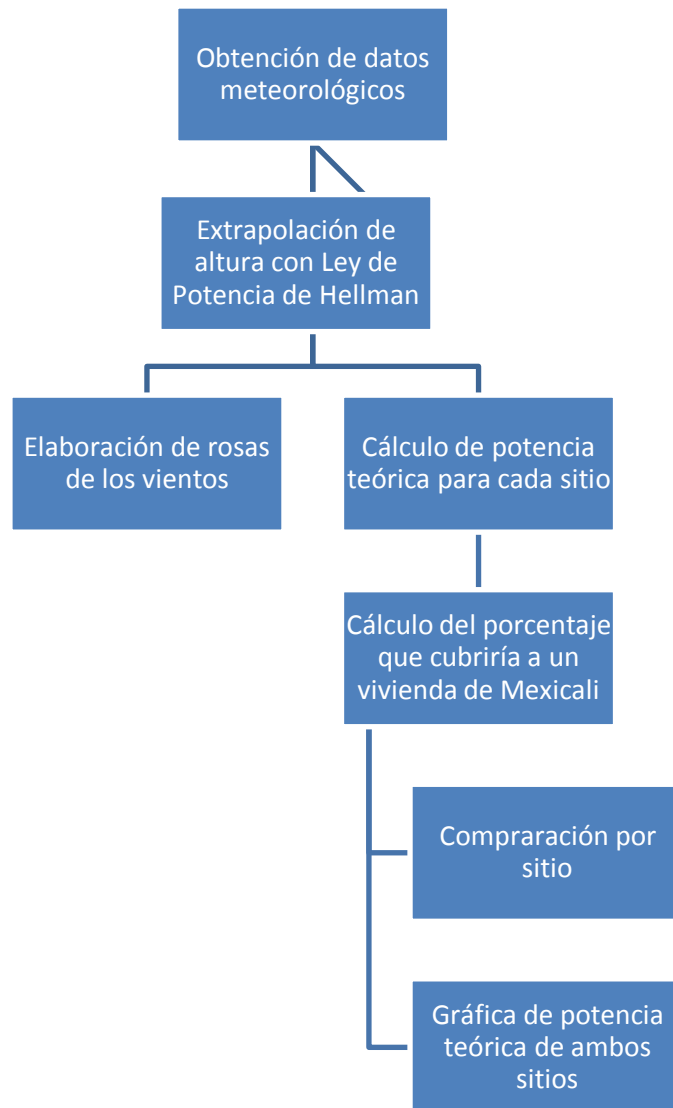 Obtención de datos
meteorológicos
Extrapolación de
altura con Ley de
Potencia de Hellman
Elaboración de rosas
de los vientos
Cálculo de potencia
teórica para cada sitio
Cálculo del porcentaje
que cubriría a un
vivienda de Mexicali
Compraración por
sitio
Gráfica de potencia
teórica de ambos
sitios